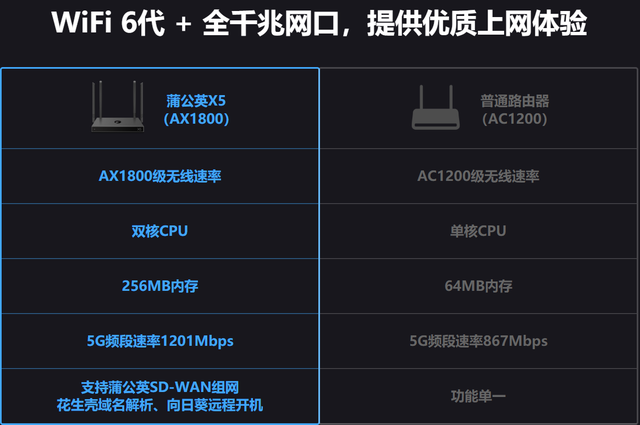 WiFi 6代 + 全千兆网口，提供优质上网体验
蒲公英X5
（AX1800）
普通路由器
（AC1200）
AX1800级无线速率
AC1200级无线速率
双核CPU
单核CPU
256MB内存
64MB内存
5G频段速率1201Mbps
5G频段速率867Mbps
支持蒲公英SD-WAN组网
花生壳域名解析、向日葵远程开机
功能单一